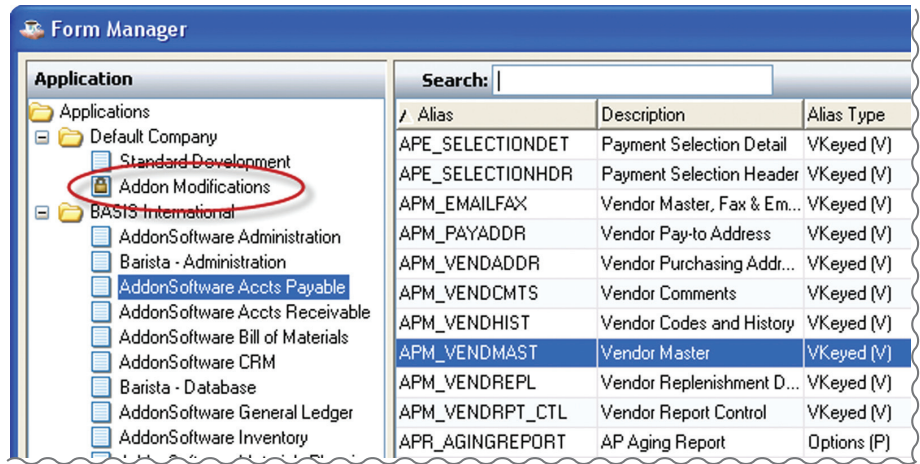 Form Manager
Application
Applications
Default Company
Standard Development
Addon Modifications
BASIS International
AddonSoftware Administration
Barista - Administration
AddonSoftware Accts Payable
AddonSoftware Accts Receivable
AddonSoftware Bill of Materials
AddonSoftware CRM
Barista - Database
AddonSoftware General Ledger
AddonSoftware Inventory
Search:
Alias Description Alias Type
APE_SELECTIONDET Payment Selection Detail VKeyed (V)
APE_SELECTIONHDR Payment Selection Header VKeyed (V)
APM_EMAILFAX Vendor Master, Fax & Em... VKeyed (V)
APM_PAYADDR Vendor Pay-to Address VKeyed (V)
APM_VENDADDR Vendor Purchasing Addr... VKeyed (V)
APM_VENDCMTS Vendor Comments VKeyed (V)
APM_VENDHIST Vendor Codes and History VKeyed (V)
APM_VENDMAST Vendor Master VKeyed (V)
APM_VENDREPL Vendor Replenishment D... VKeyed (V)
APM_VENDRPT_CTL Vendor Report Control VKeyed (V)
APR_AGINGREPORT AP Aging Report Options (P)